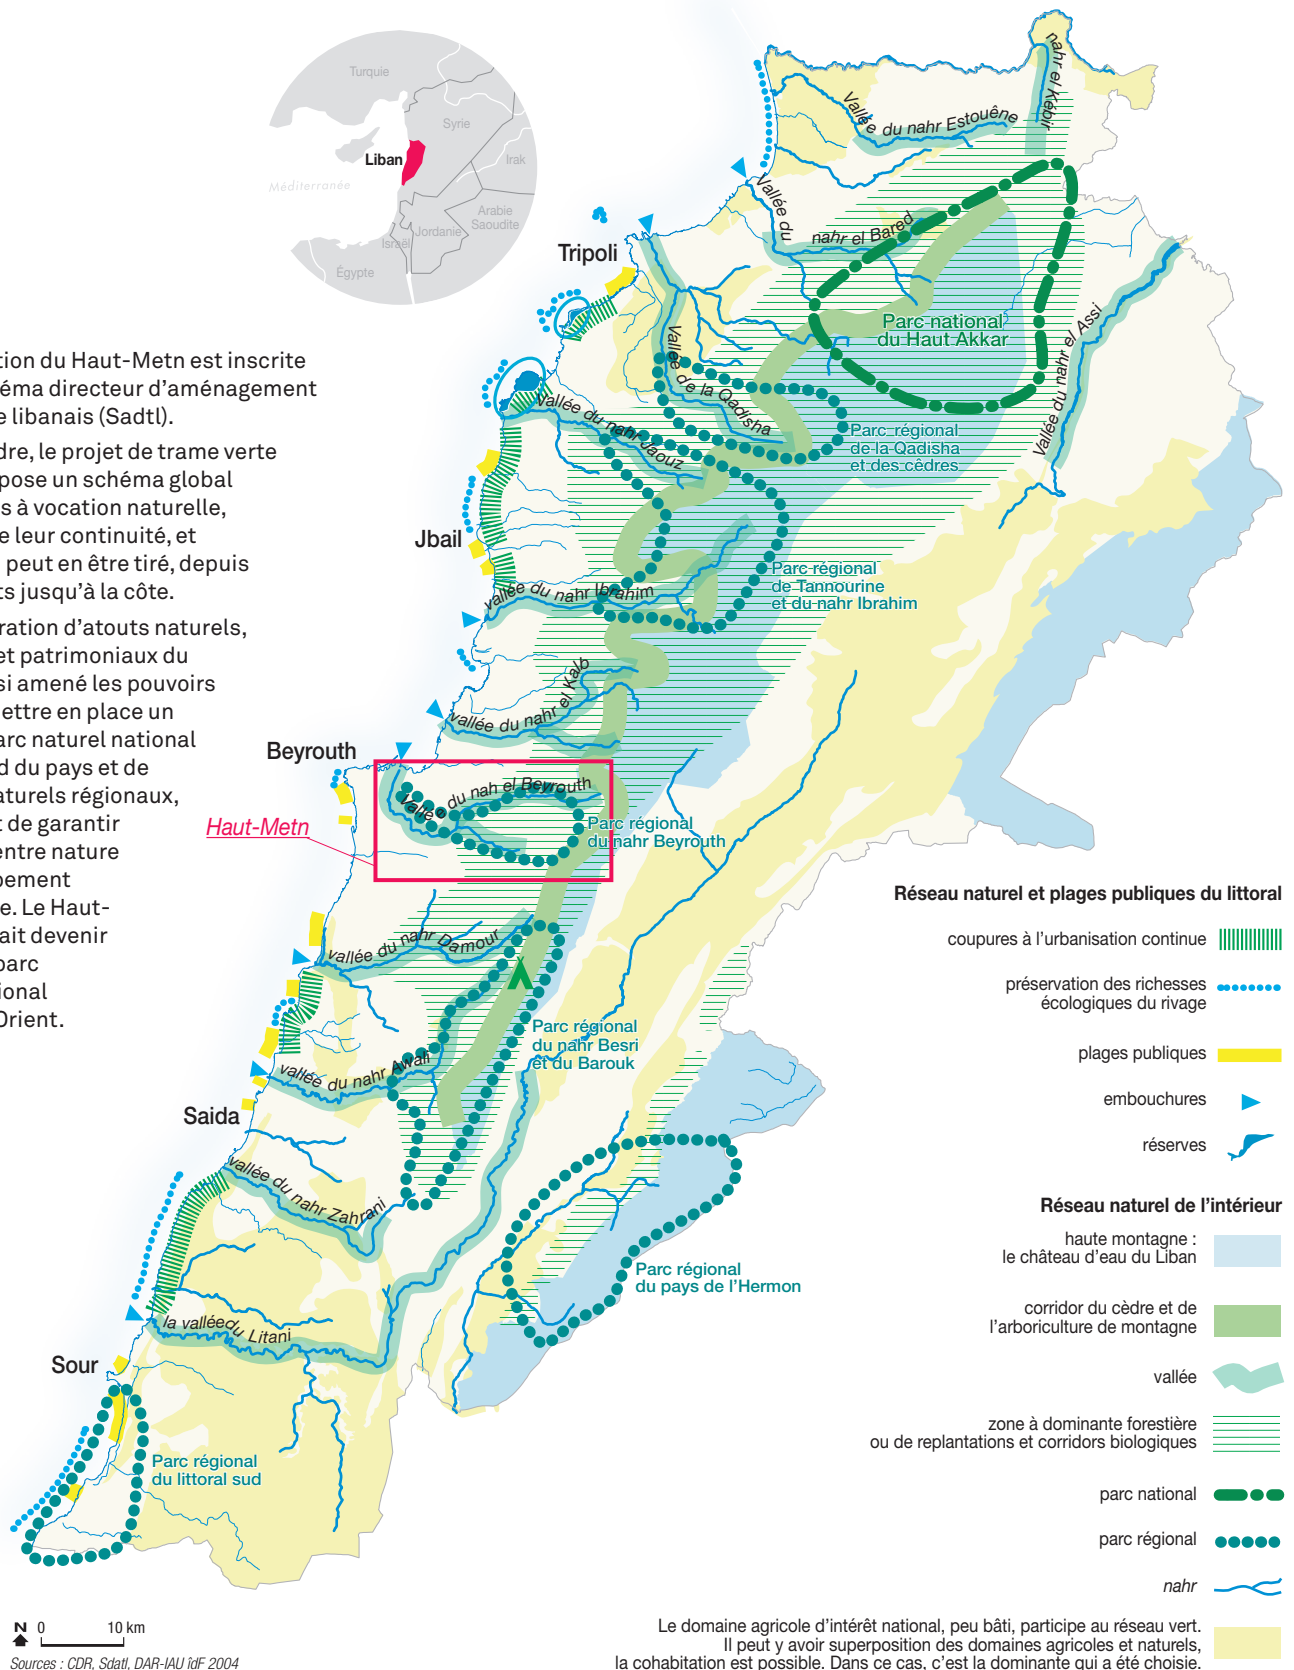 Turquie
Syrie
Liban
Irak
Méditerranée
Israël
Jordanie
Arabie
Saoudite
Égypte
tion du Haut-Metn est inscrite
éma directeur d’aménagement
e libanais (Sadtl).
dre, le projet de trame verte
pose un schéma global
s à vocation naturelle,
e leur continuité, et
peut en être tiré, depuis
ts jusqu’à la côte.
ration d’atouts naturels,
et patrimoniaux du
si amené les pouvoirs
ettre en place un
arc naturel national
d du pays et de
aturels régionaux,
t de garantir
entre nature
pement
e. Le Haut-
ait devenir
parc
ional
Orient.
nahr el Kébir
Vallée du nahr Estouène
Vallée du nahr el Bared
Tripoli
Parc national
du Haut Akkar
Vallée du nahr el Assi
Vallée de la Qadisha
Vallée du nahr Jaouz
Parc régional
de la Qadisha
et des cèdres
Jbail
Parc régional
de Tannourine
et du nahr Ibrahim
vallée du nahr Ibrahim
vallée du nahr el Kalb
Beyrouth
Vallée du nah el Beyrouth
Haut-Metn
Parc régional
du nahr Beyrouth
vallée du nahr Damour
Parc régional
du nahr Besri
et du Barouk
vallée du nahr Awali
Saida
vallée du nahr Zahrani
Parc régional
du pays de l’Hermon
la vallée du Litani
Sour
Parc régional
du littoral sud
Réseau naturel et plages publiques du littoral
coupures à l’urbanisation continue
préservation des richesses
écologiques du rivage
plages publiques
embouchures
réserves
Réseau naturel de l’intérieur
haute montagne :
le château d’eau du Liban
corridor du cèdre et de
l’arboriculture de montagne
vallée
zone à dominante forestière
ou de replantations et corridors biologiques
parc national
parc régional
nahr
Le domaine agricole d’intérêt national, peu bâti, participe au réseau vert.
Il peut y avoir superposition des domaines agricoles et naturels,
la cohabitation est possible. Dans ce cas, c’est la dominante qui a été choisie.
N 0 10 km
Sources : CDR, Sdatl, DAR-IAU îdF 2004